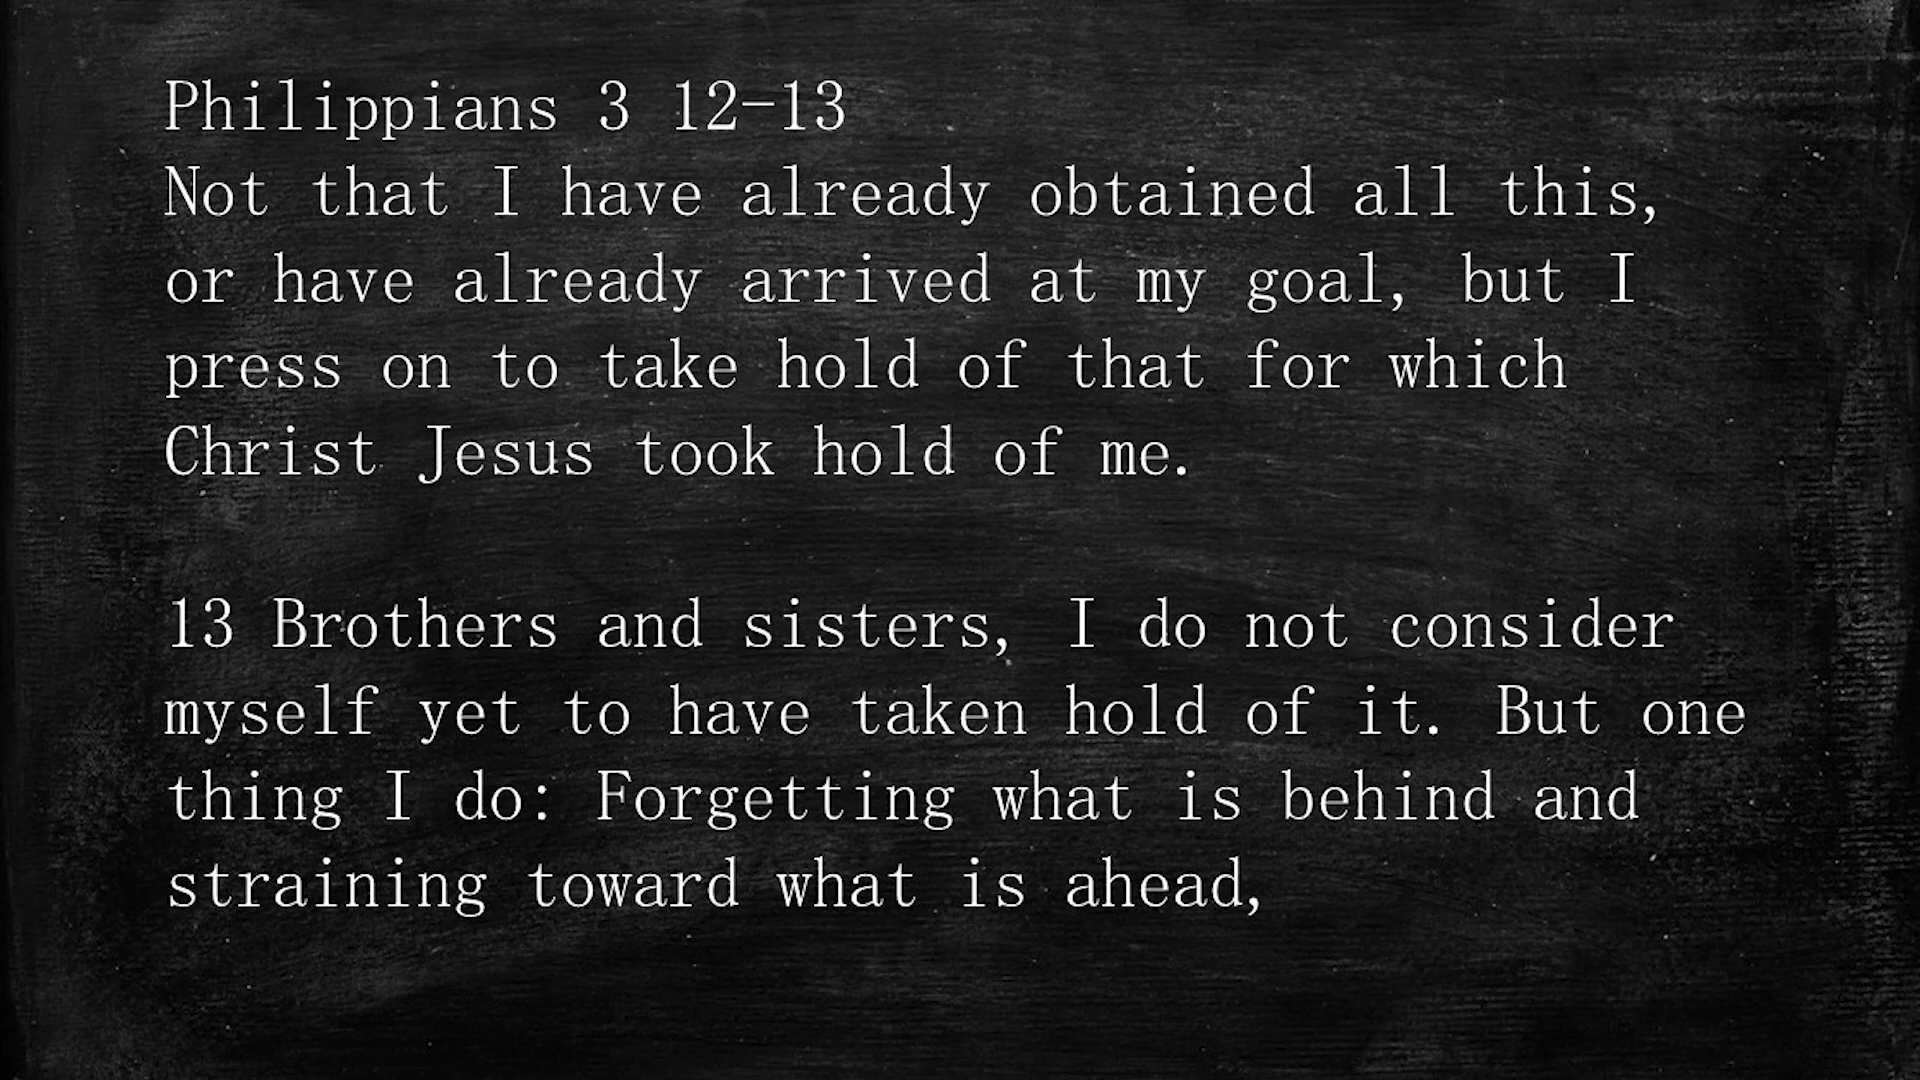 Philippians 3 12-13
Not that I have already obtained all this,
or have already arrived at my goal, but I
press on to take hold of that for which
Christ Jesus took hold of me.
13 Brothers and sisters, I do not consider
myself yet to have taken hold of it. But one
thing I do: Forgetting what is behind and
straining toward what is ahead,